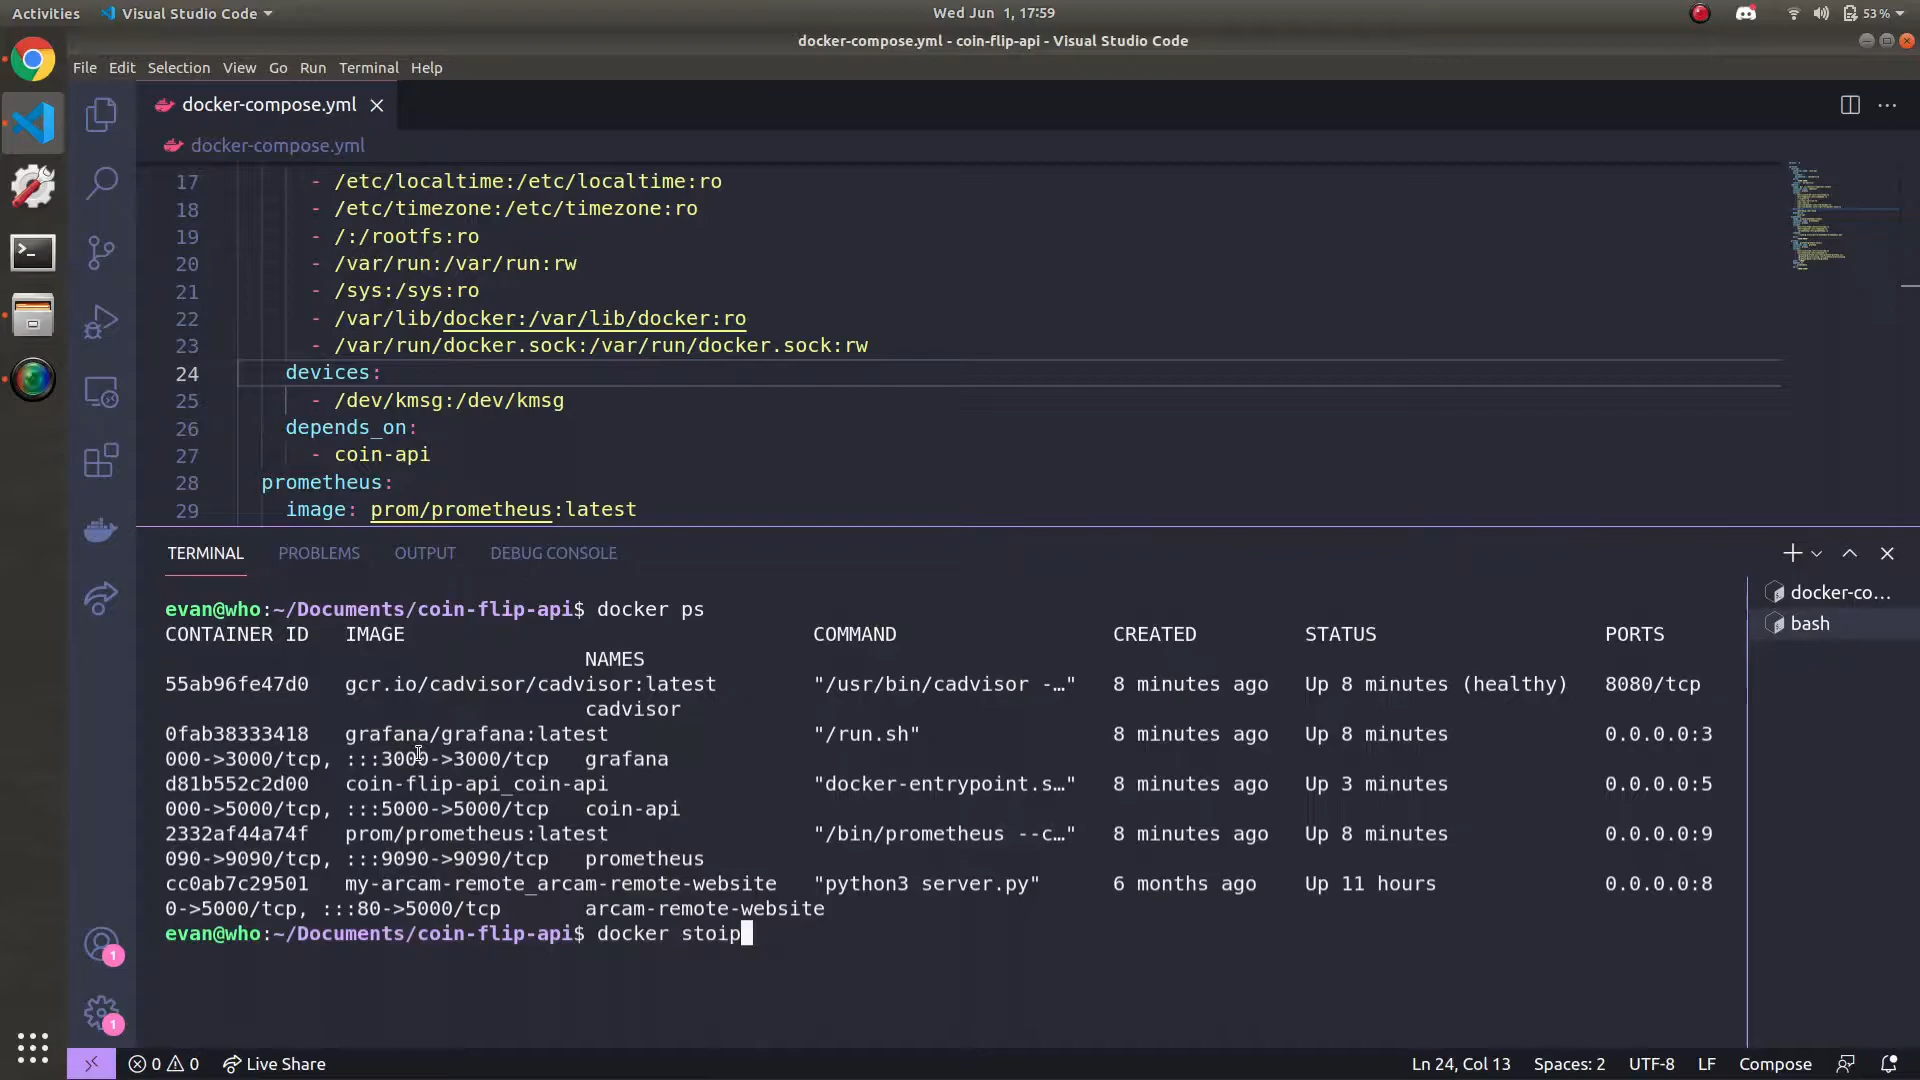 Activities Visual Studio Code Wed Jun 1, 17:59 53 %
docker-compose.yml - coin-flip-api - Visual Studio Code
File Edit Selection View Go Run Terminal Help
docker-compose.yml
docker-compose.yml
17 - /etc/localtime:/etc/localtime:ro
18 - /etc/timezone:/etc/timezone:ro
19 - /:/rootfs:ro
20 - /var/run:/var/run:rw
21 - /sys:/sys:ro
22 - /var/lib/docker:/var/lib/docker:ro
23 - /var/run/docker.sock:/var/run/docker.sock:rw
24 devices:
25 - /dev/kmsg:/dev/kmsg
26 depends_on:
27 - coin-api
28 prometheus:
29 image: prom/prometheus:latest
TERMINAL PROBLEMS OUTPUT DEBUG CONSOLE
docker-co...
bash
evan@who:~/Documents/coin-flip-api$ docker ps
CONTAINER ID IMAGE COMMAND CREATED STATUS PORTS
NAMES
55ab96fe47d0 gcr.io/cadvisor/cadvisor:latest "/usr/bin/cadvisor -…" 8 minutes ago Up 8 minutes (healthy) 8080/tcp
cadvisor
0fab38333418 grafana/grafana:latest "/run.sh" 8 minutes ago Up 8 minutes 0.0.0.0:3
000->3000/tcp, :::3000->3000/tcp grafana
d81b552c2d00 coin-flip-api_coin-api "docker-entrypoint.s…" 8 minutes ago Up 3 minutes 0.0.0.0:5
000->5000/tcp, :::5000->5000/tcp coin-api
2332af44a74f prom/prometheus:latest "/bin/prometheus --c…" 8 minutes ago Up 8 minutes 0.0.0.0:9
090->9090/tcp, :::9090->9090/tcp prometheus
cc0ab7c29501 my-arcam-remote_arcam-remote-website "python3 server.py" 6 months ago Up 11 hours 0.0.0.0:8
0->5000/tcp, :::80->5000/tcp arcam-remote-website
evan@who:~/Documents/coin-flip-api$ docker stoip
1
1
0 0 Live Share Ln 24, Col 13 Spaces: 2 UTF-8 LF Compose